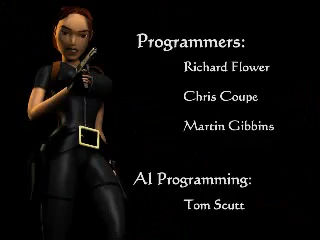 Programmers:
Richard Flower
Chris Coupe
Martin Gibbins
AI Programming:
Tom Scutt